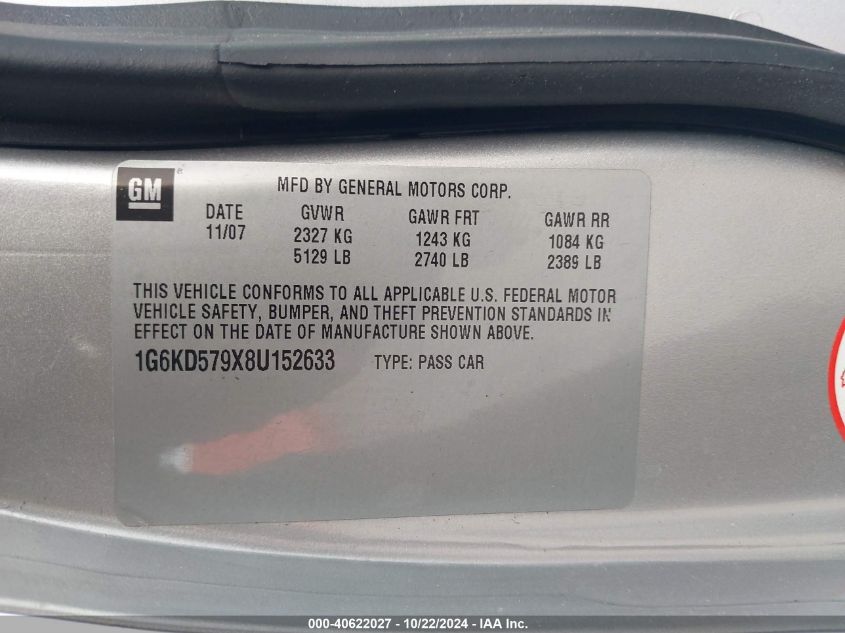 GM
MFD BY GENERAL MOTORS CORP.
DATE GVWR GAWR FRT GAWR RR
11/07 2327 KG 1243 KG 1084 KG
5129 LB 2740 LB 2389 LB
THIS VEHICLE CONFORMS TO ALL APPLICABLE U.S. FEDERAL MOTOR
VEHICLE SAFETY, BUMPER, AND THEFT PREVENTION STANDARDS IN
EFFECT ON THE DATE OF MANUFACTURE SHOWN ABOVE.
1G6KD579X8U152633 TYPE: PASS CAR
000-40622027 - 10/22/2024 - IAA Inc.